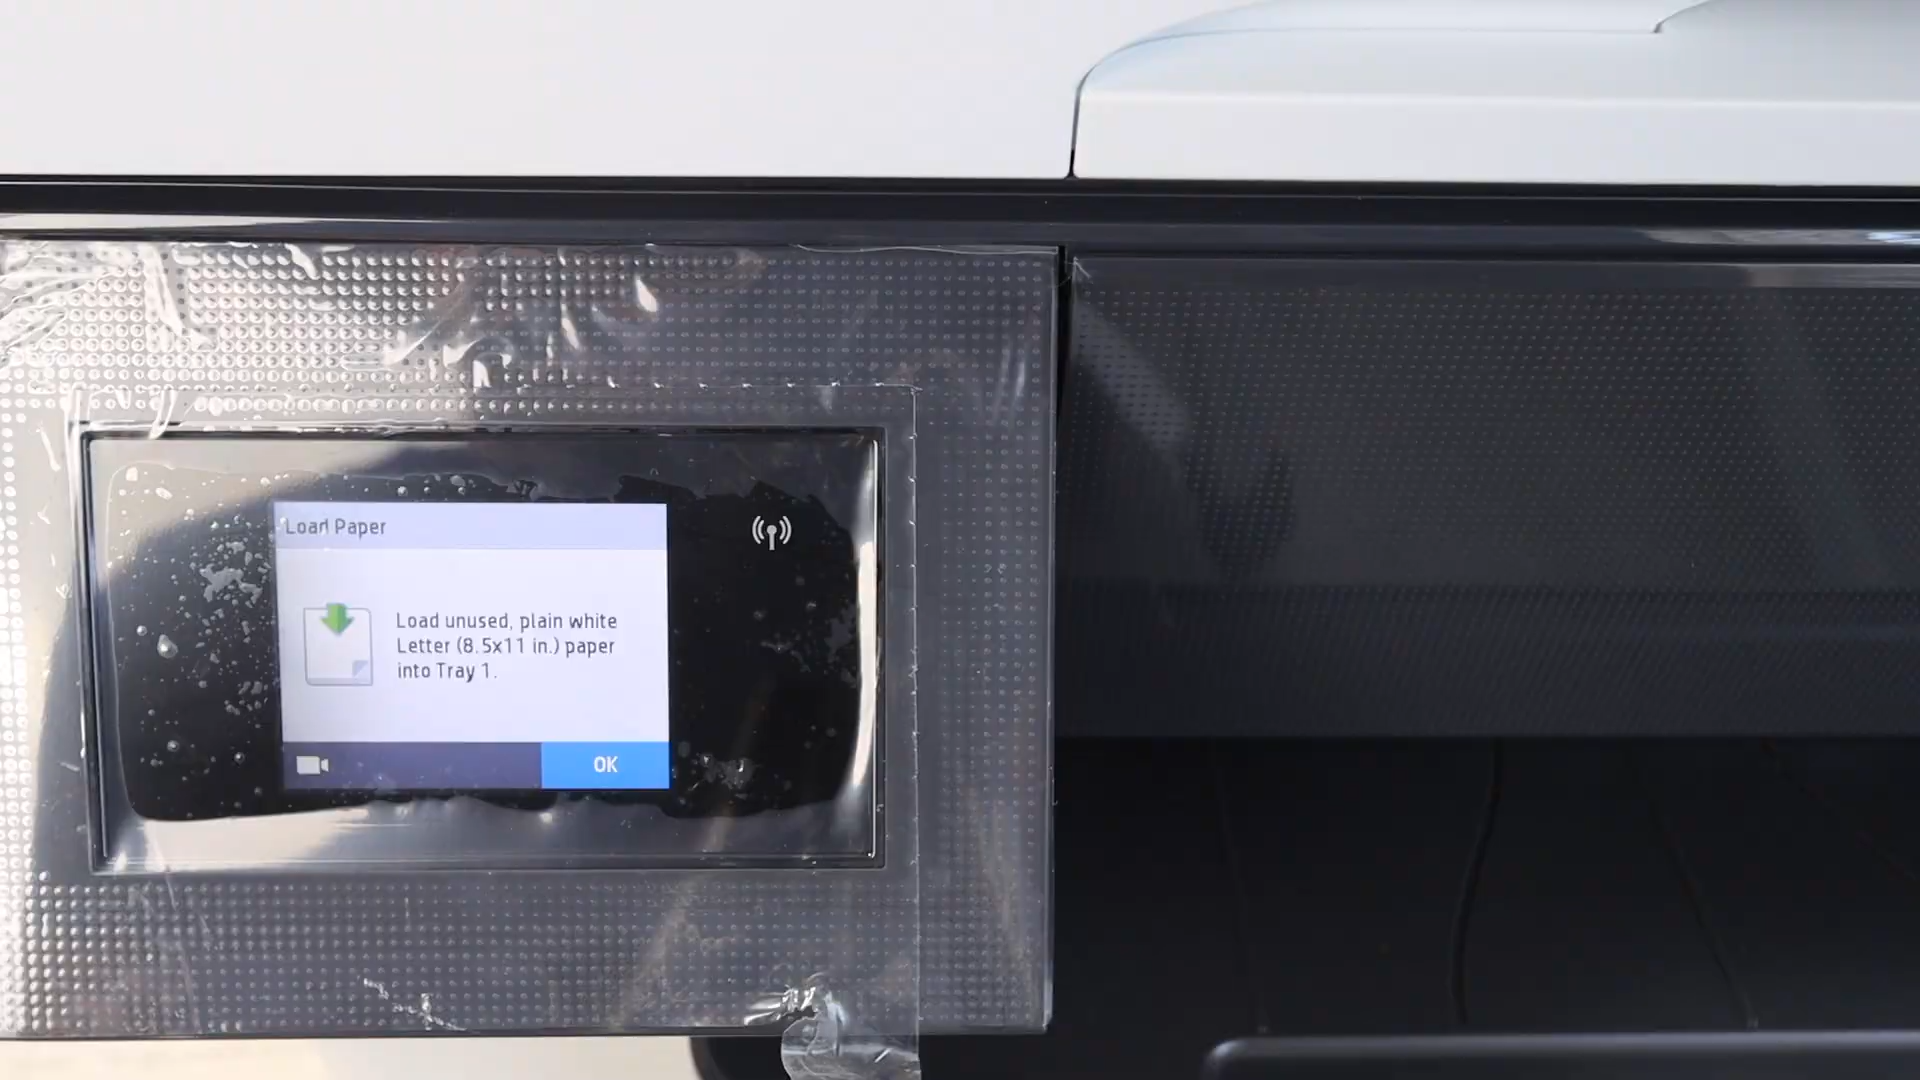 Load Paper
Load unused, plain white
Letter (8.5x11 in.) paper
into Tray 1.
OK